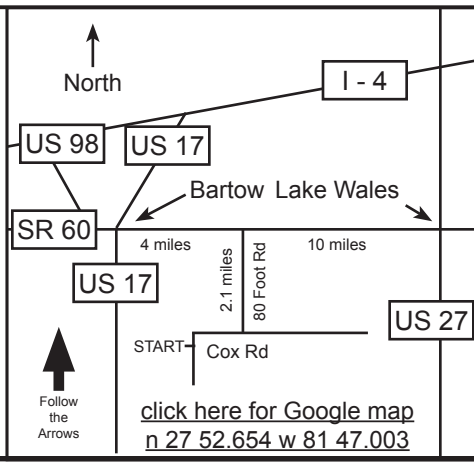 North
I - 4
US 98
US 17
Bartow Lake Wales
SR 60
4 miles
10 miles
2.1 miles
80 Foot Rd
US 17
US 27
START
Cox Rd
Follow
the
Arrows
click here for Google map
n 27 52.654 w 81 47.003